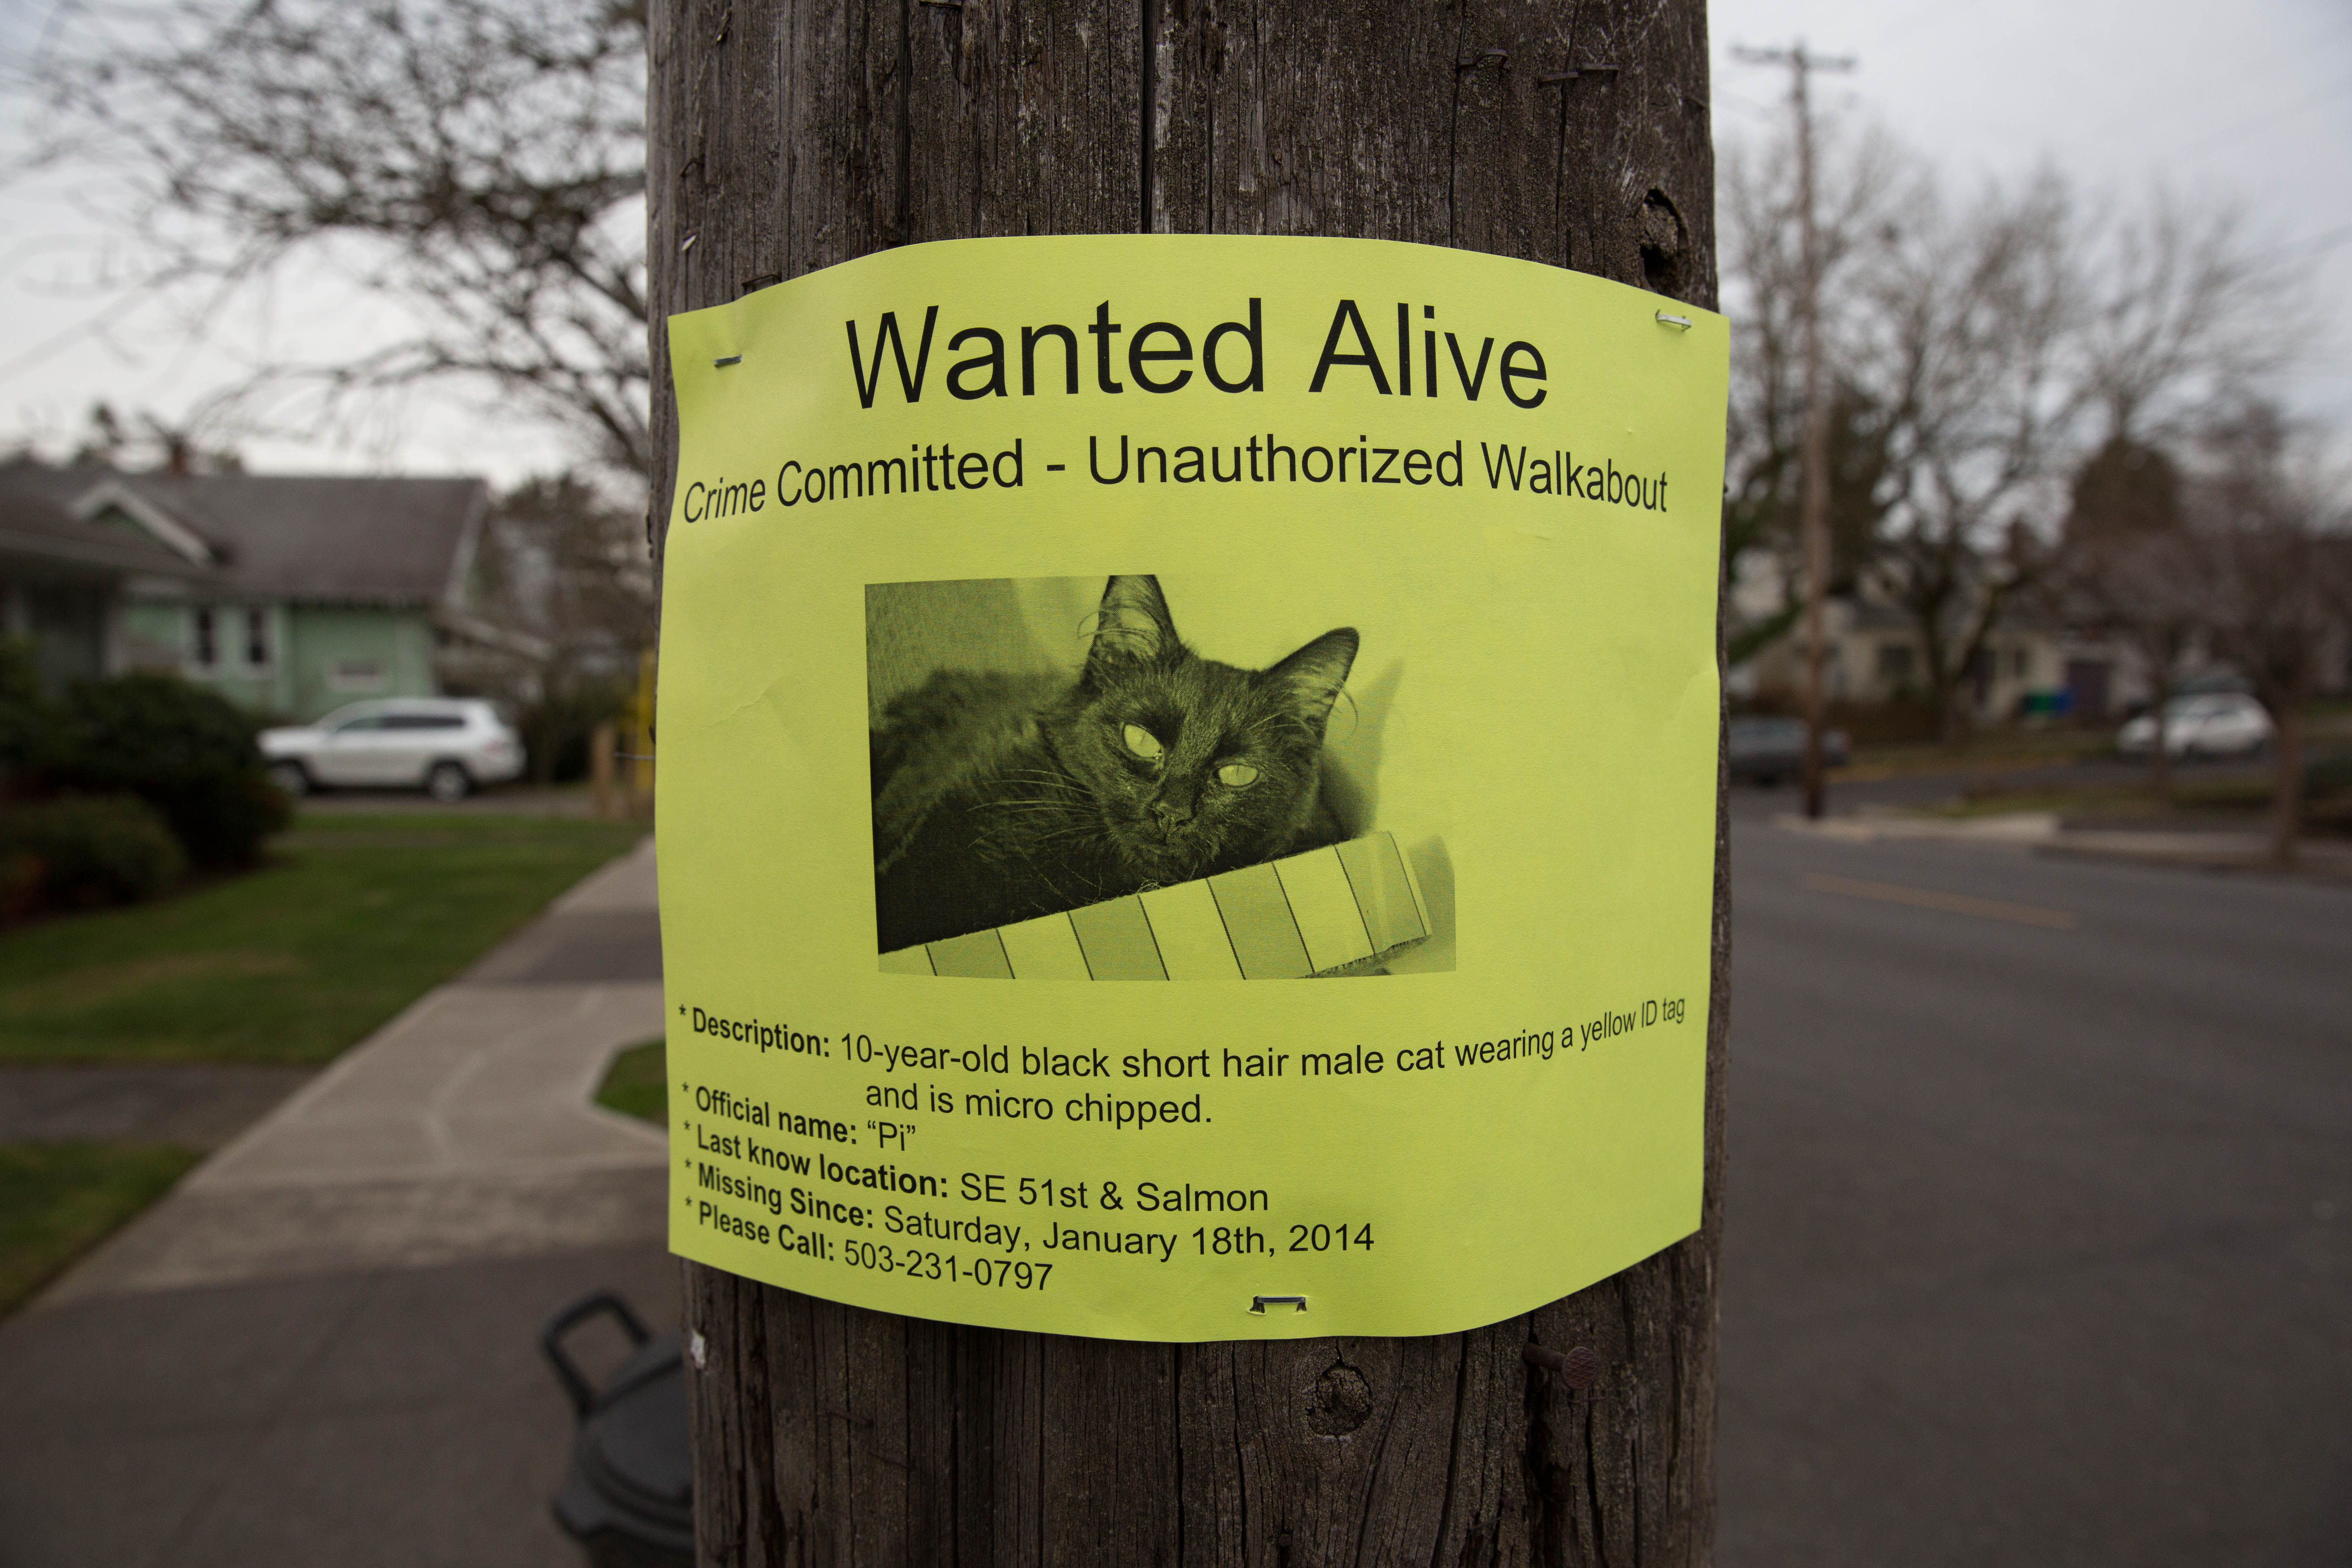 Wanted Alive
Crime Committed - Unauthorized Walkabout
* Description: 10-year-old black short hair male cat wearing a yellow ID tag
and is micro chipped.
* Official name: “Pi”
* Last know location: SE 51st & Salmon
* Missing Since: Saturday, January 18th, 2014
* Please Call: 503-231-0797